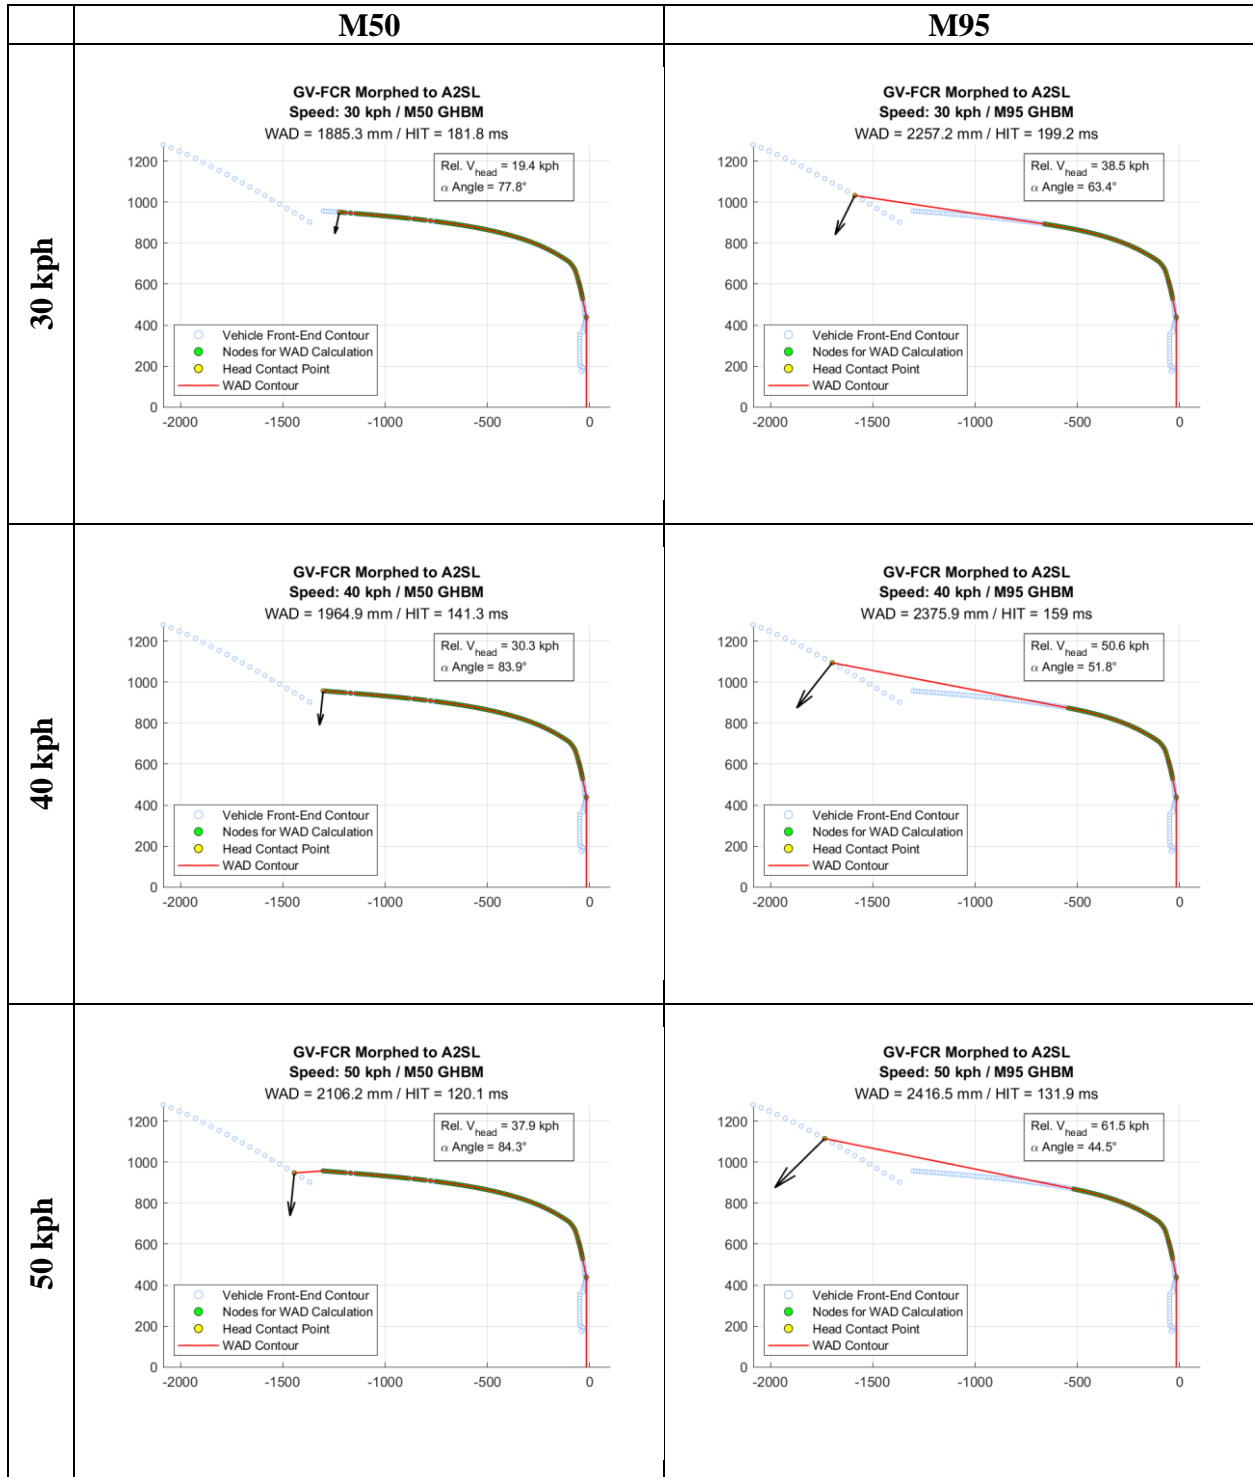 M50
M95
30 kph
GV-FCR Morphed to A2SL
Speed: 30 kph / M50 GHBM
WAD = 1885.3 mm / HIT = 181.8 ms
Rel. V_head = 19.4 kph
α Angle = 77.8°
1200
1000
800
600
400
200
0
Vehicle Front-End Contour
Nodes for WAD Calculation
Head Contact Point
WAD Contour
-2000 -1500 -1000 -500 0
GV-FCR Morphed to A2SL
Speed: 30 kph / M95 GHBM
WAD = 2257.2 mm / HIT = 199.2 ms
Rel. V_head = 38.5 kph
α Angle = 63.4°
1200
1000
800
600
400
200
0
Vehicle Front-End Contour
Nodes for WAD Calculation
Head Contact Point
WAD Contour
-2000 -1500 -1000 -500 0
40 kph
GV-FCR Morphed to A2SL
Speed: 40 kph / M50 GHBM
WAD = 1964.9 mm / HIT = 141.3 ms
Rel. V_head = 30.3 kph
α Angle = 83.9°
1200
1000
800
600
400
200
0
Vehicle Front-End Contour
Nodes for WAD Calculation
Head Contact Point
WAD Contour
-2000 -1500 -1000 -500 0
GV-FCR Morphed to A2SL
Speed: 40 kph / M95 GHBM
WAD = 2375.9 mm / HIT = 159 ms
Rel. V_head = 50.6 kph
α Angle = 51.8°
1200
1000
800
600
400
200
0
Vehicle Front-End Contour
Nodes for WAD Calculation
Head Contact Point
WAD Contour
-2000 -1500 -1000 -500 0
50 kph
GV-FCR Morphed to A2SL
Speed: 50 kph / M50 GHBM
WAD = 2106.2 mm / HIT = 120.1 ms
Rel. V_head = 37.9 kph
α Angle = 84.3°
1200
1000
800
600
400
200
0
Vehicle Front-End Contour
Nodes for WAD Calculation
Head Contact Point
WAD Contour
-2000 -1500 -1000 -500 0
GV-FCR Morphed to A2SL
Speed: 50 kph / M95 GHBM
WAD = 2416.5 mm / HIT = 131.9 ms
Rel. V_head = 61.5 kph
α Angle = 44.5°
1200
1000
800
600
400
200
0
Vehicle Front-End Contour
Nodes for WAD Calculation
Head Contact Point
WAD Contour
-2000 -1500 -1000 -500 0